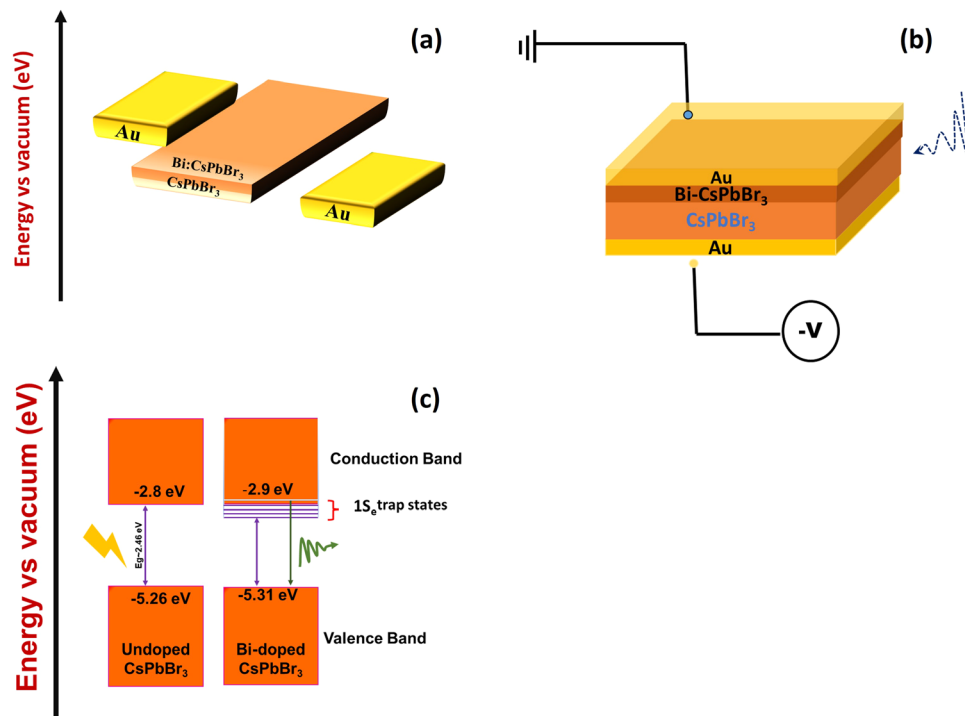 Energy vs vacuum (eV)
(a)
Au
Bi:CsPbBr₃
CsPbBr₃
Au
(b)
Au
Bi-CsPbBr₃
CsPbBr₃
Au
-V
Energy vs vacuum (eV)
(c)
Conduction Band
-2.8 eV
-2.9 eV
1Sₑ trap states
Eg~2.46 eV
-5.26 eV
-5.31 eV
Valence Band
Undoped
CsPbBr₃
Bi-doped
CsPbBr₃